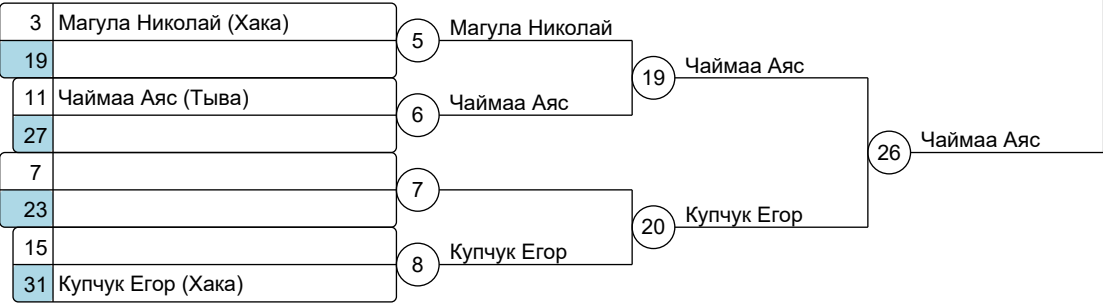 3 Магула Николай (Хака)
19
11 Чаймаа Аяс (Тыва)
27
7
23
15
31 Купчук Егор (Хака)
5 Магула Николай
6 Чаймаа Аяс
7
8 Купчук Егор
19 Чаймаа Аяс
20 Купчук Егор
26 Чаймаа Аяс